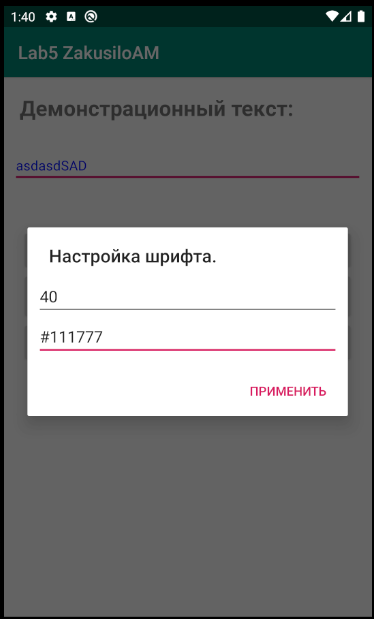 1:40
Lab5 ZakusiloAM
Демонстрационный текст:
asdasdSAD
Настройка шрифта.
40
#111777
ПРИМЕНИТЬ